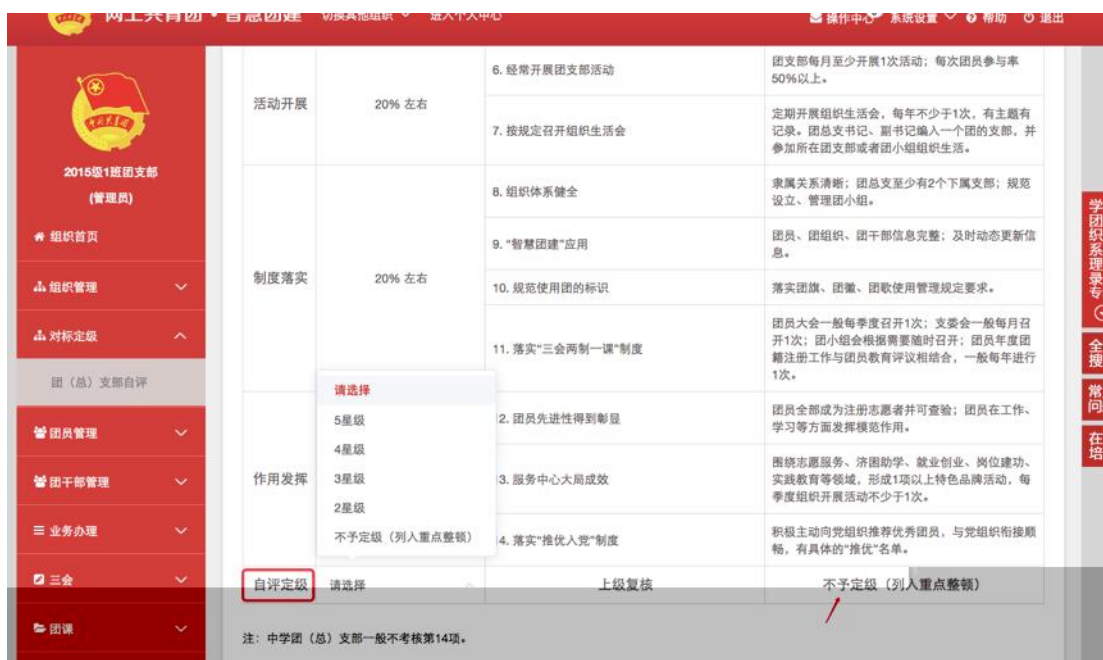 网上共青团·智慧团建 切换其他组织 进入个人中心 操作中心 系统设置 帮助 退出
2015级1班团支部
(管理员)
组织首页
组织管理
对标定级
团（总）支部自评
团员管理
团干部管理
业务办理
三会
团课
活动开展 20% 左右
6. 经常开展团支部活动
团支部每月至少开展1次活动；每次团员参与率
50%以上。
7. 按规定召开组织生活会
定期开展组织生活会，每年不少于1次，有主题有
记录。团总支书记、副书记编入一个团的支部，并
参加所在团支部或者团小组组织生活。
制度落实 20% 左右
8. 组织体系健全
隶属关系清晰；团总支至少有2个下属支部；规范
设立、管理团小组。
9. “智慧团建”应用
团员、团组织、团干部信息完整；及时动态更新信
息。
10. 规范使用团的标识
落实团旗、团徽、团歌使用管理规定要求。
11. 落实“三会两制一课”制度
团员大会一般每季度召开1次；支委会一般每月召
开1次；团小组会根据需要随时召开；团员年度团
籍注册工作与团员教育评议相结合，一般每年进行
1次。
作用发挥
2. 团员先进性得到彰显
团员全部成为注册志愿者并可查验；团员在工作、
学习等方面发挥模范作用。
3. 服务中心大局成效
围绕志愿服务、济困助学、就业创业、岗位建功、
实践教育等领域，形成1项以上特色品牌活动，每
季度组织开展活动不少于1次。
4. 落实“推优入党”制度
积极主动向党组织推荐优秀团员，与党组织衔接顺
畅，有具体的“推优”名单。
请选择
5星级
4星级
3星级
2星级
不予定级（列入重点整顿）
自评定级 请选择 上级复核 不予定级（列入重点整顿）
注：中学团（总）支部一般不考核第14项。
学
团
织
系
理
录
专
全
搜
常
问
在
培